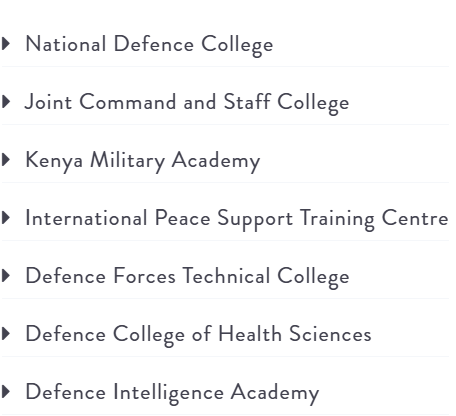 National Defence College
Joint Command and Staff College
Kenya Military Academy
International Peace Support Training Centre
Defence Forces Technical College
Defence College of Health Sciences
Defence Intelligence Academy